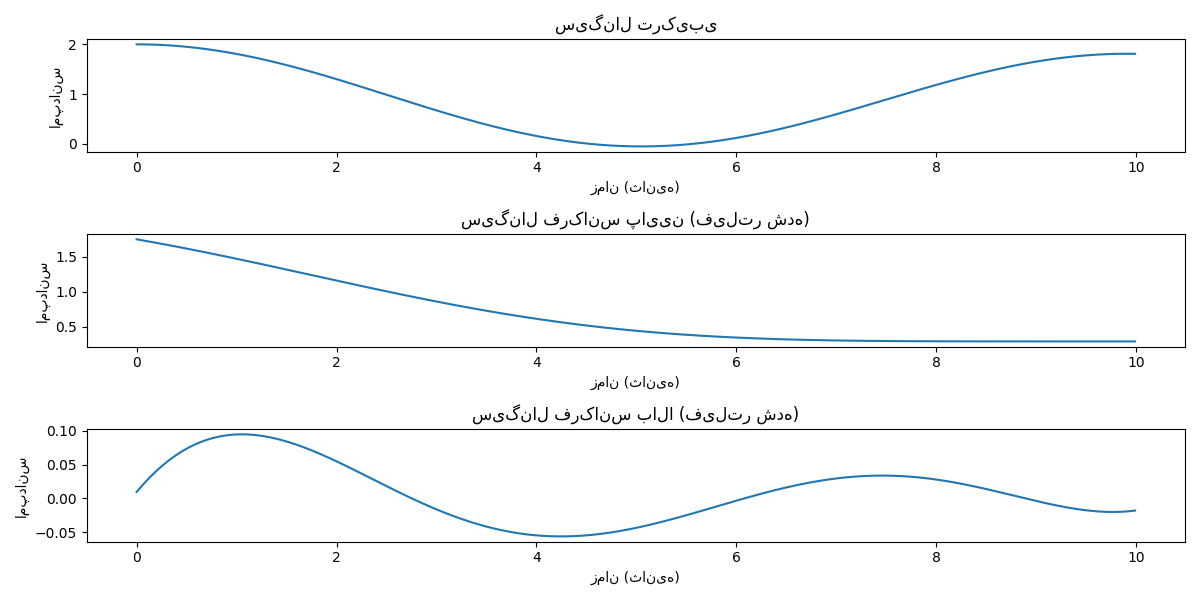 سیگنال ترکیبی
2
1
0
امپدانس
0 2 4 6 8 10
زمان (ثانیه)
سیگنال فرکانس پایین (فیلتر شده)
1.5
1.0
0.5
امپدانس
0 2 4 6 8 10
زمان (ثانیه)
سیگنال فرکانس بالا (فیلتر شده)
0.10
0.05
0.00
−0.05
امپدانس
0 2 4 6 8 10
زمان (ثانیه)